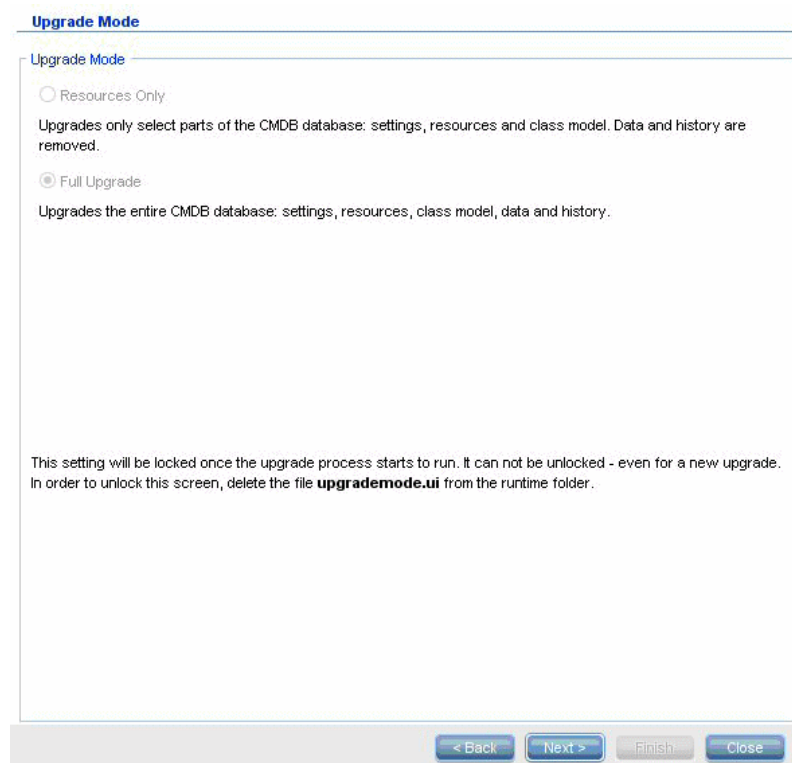 Upgrade Mode
Upgrade Mode
Resources Only
Upgrades only select parts of the CMDB database: settings, resources and class model. Data and history are
removed.
Full Upgrade
Upgrades the entire CMDB database: settings, resources, class model, data and history.
This setting will be locked once the upgrade process starts to run. It can not be unlocked - even for a new upgrade.
In order to unlock this screen, delete the file upgrademode.ui from the runtime folder.
< Back Next > Finish Close